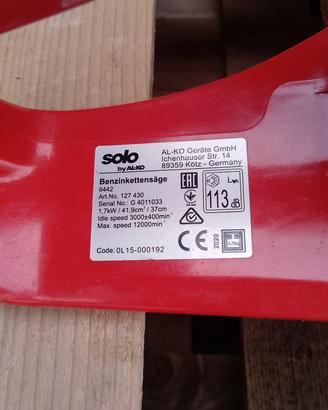 solo
by AL-KO
AL-KO Geräte GmbH
Ichenhauser Str. 14
89359 Kötz - Germany
Benzinkettensäge
6442
Art.No. 127 430
Serial No.: G 4011033
1,7kW / 41,9cm³ / 37cm
Idle speed 3000±400min⁻¹
Max. speed 12000min⁻¹
Code: 0L15-000192
EAC
LWA
113 dB
CE
2020